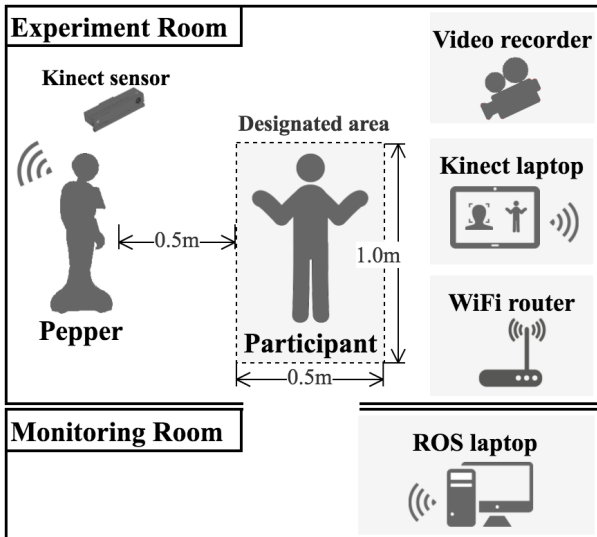 Experiment Room
Kinect sensor
Video recorder
Designated area
Kinect laptop
0.5m
1.0m
WiFi router
Pepper
Participant
0.5m
Monitoring Room
ROS laptop